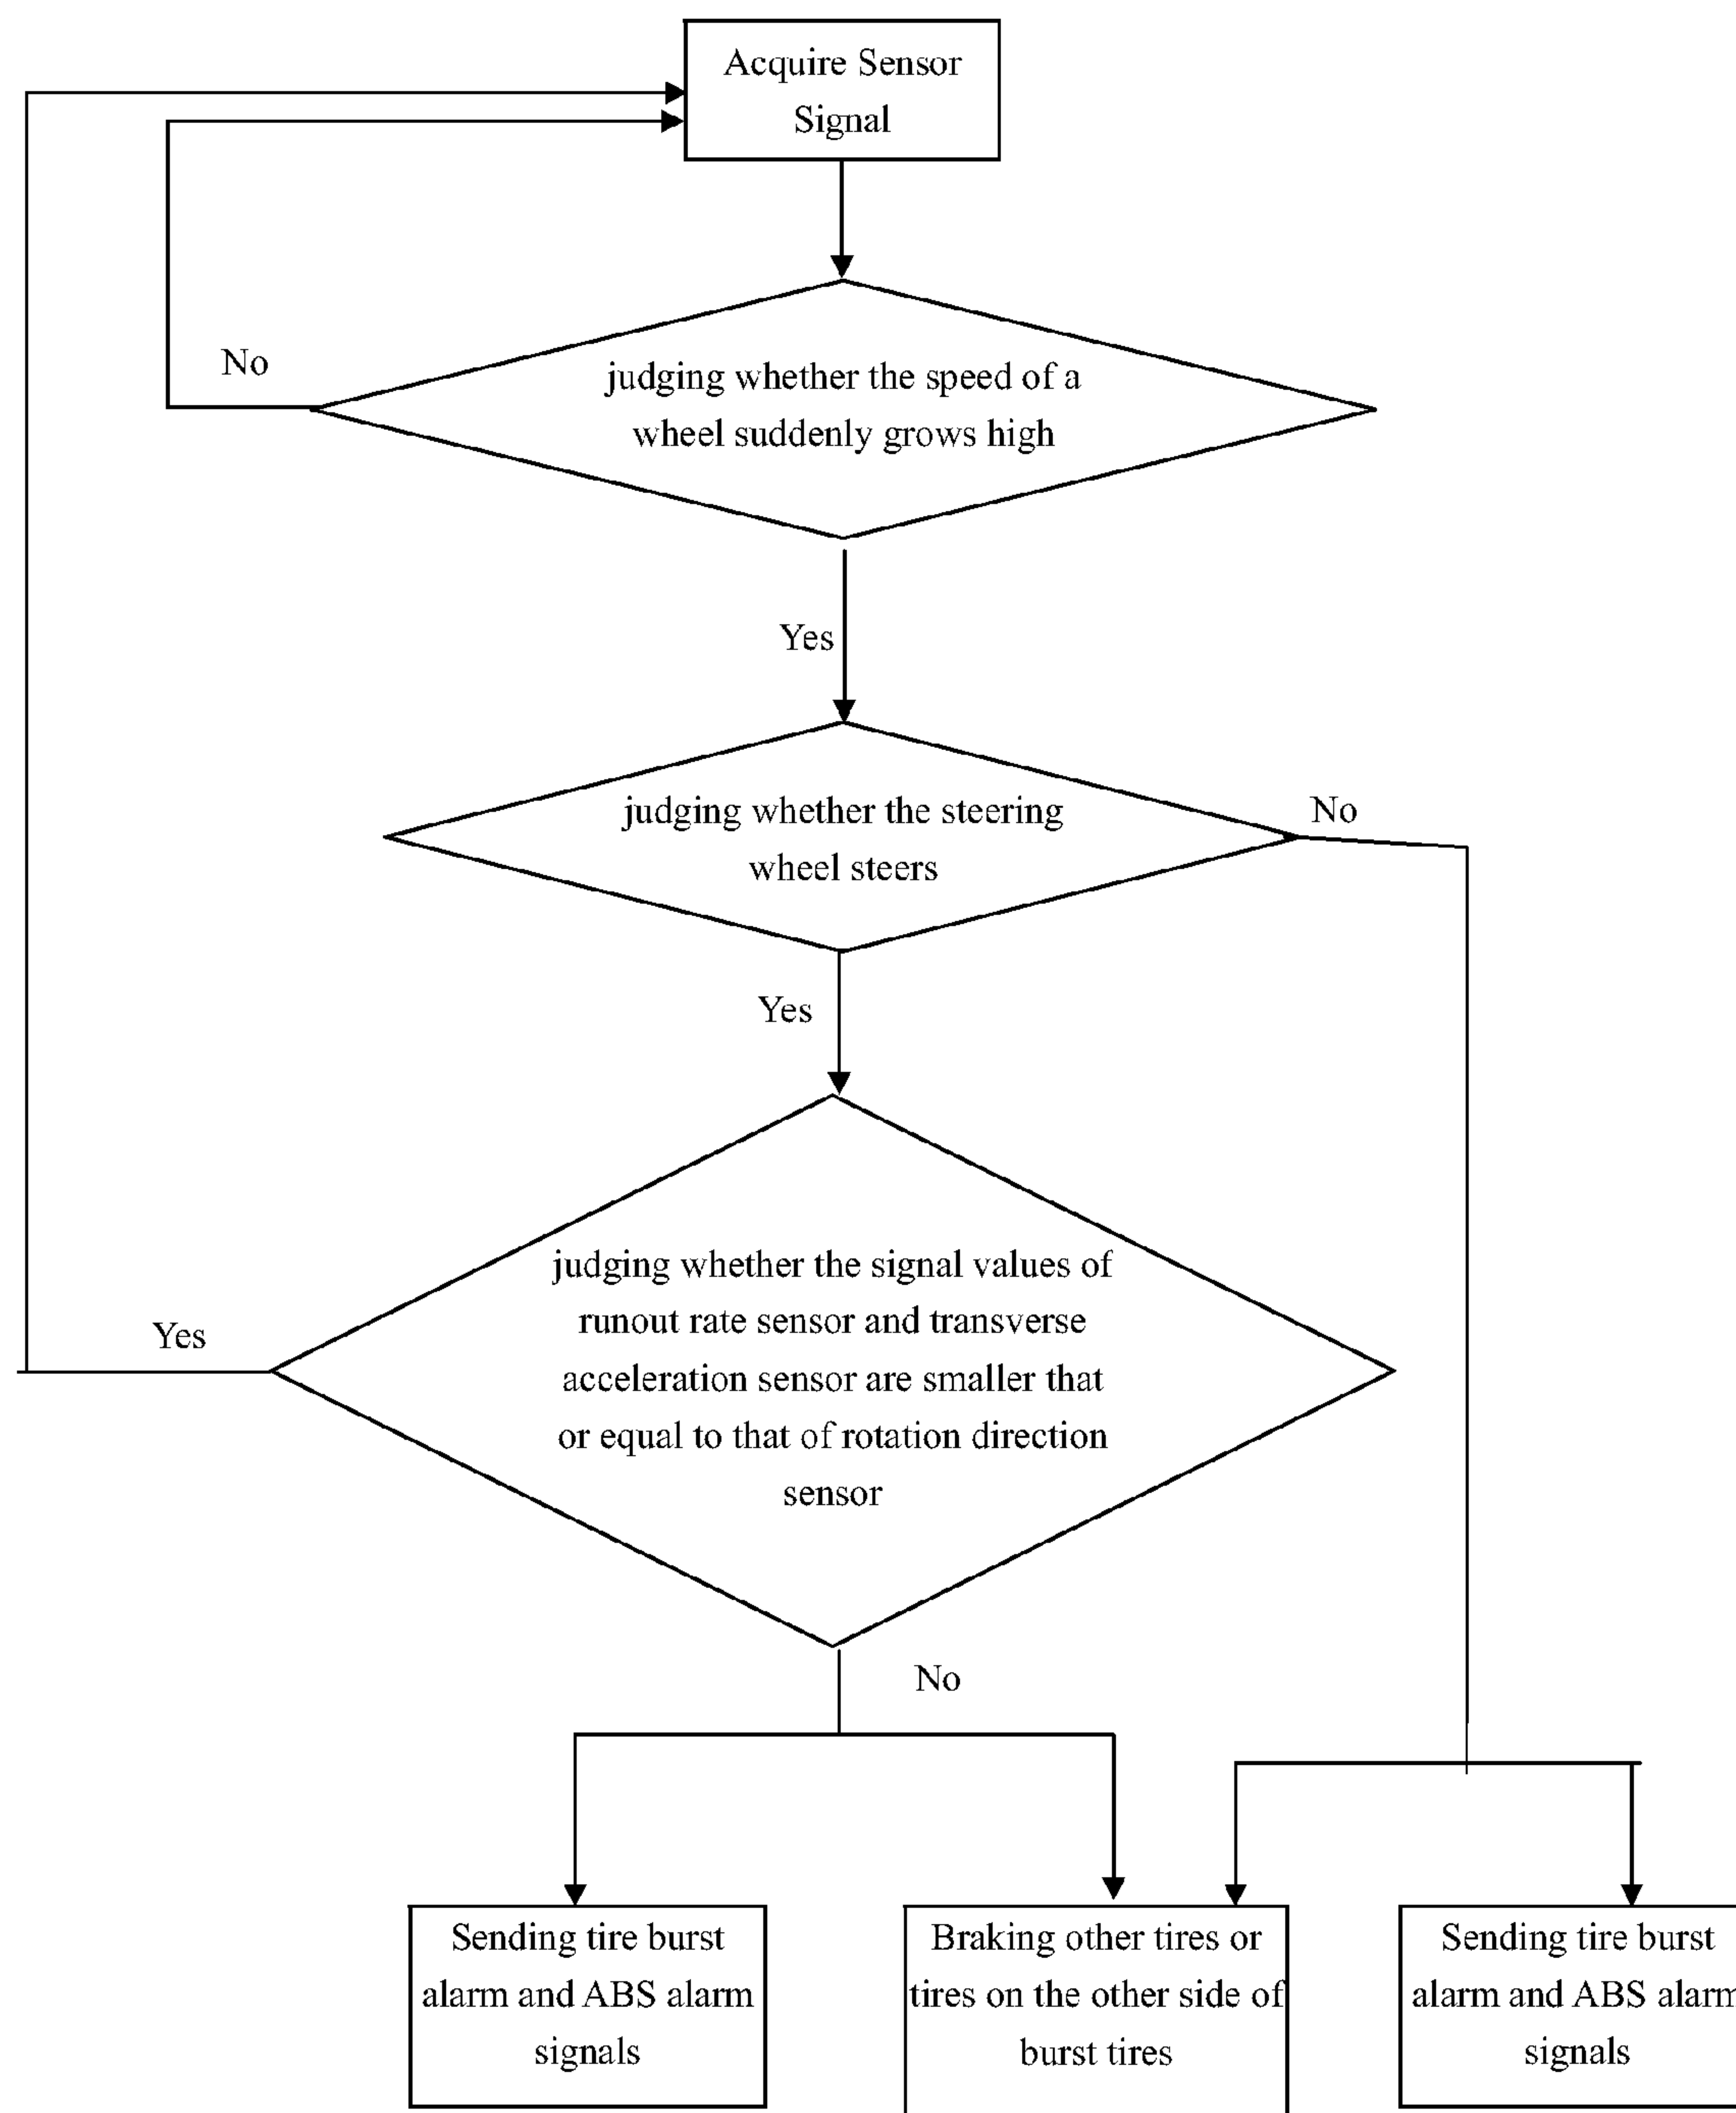 Acquire Sensor
Signal
No
judging whether the speed of a
wheel suddenly grows high
Yes
judging whether the steering
wheel steers
No
Yes
judging whether the signal values of
runout rate sensor and transverse
acceleration sensor are smaller that
or equal to that of rotation direction
sensor
Yes
No
Sending tire burst
alarm and ABS alarm
signals
Braking other tires or
tires on the other side of
burst tires
Sending tire burst
alarm and ABS alarm
signals